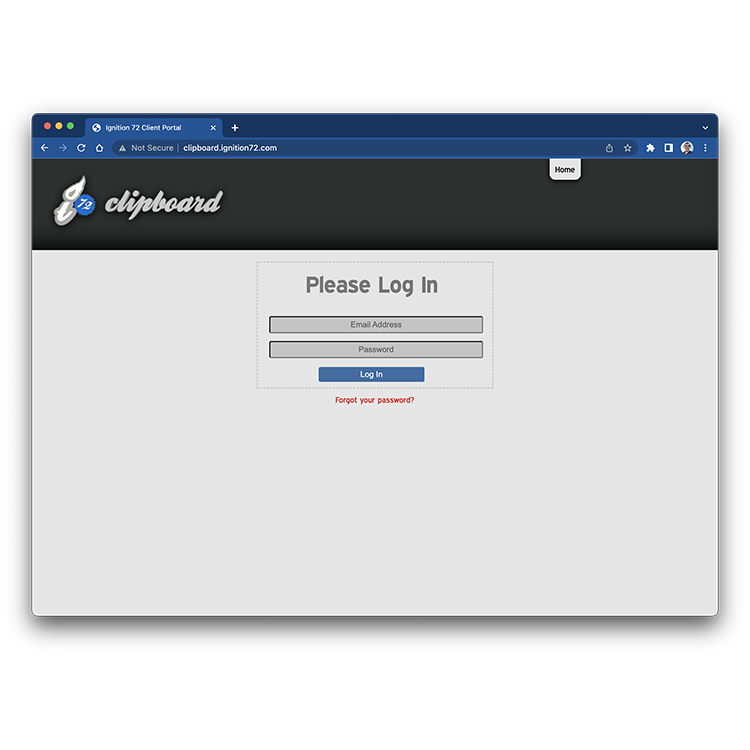 Ignition 72 Client Portal
Not Secure | clipboard.ignition72.com
Home
72 clipboard
Please Log In
Email Address
Password
Log In
Forgot your password?